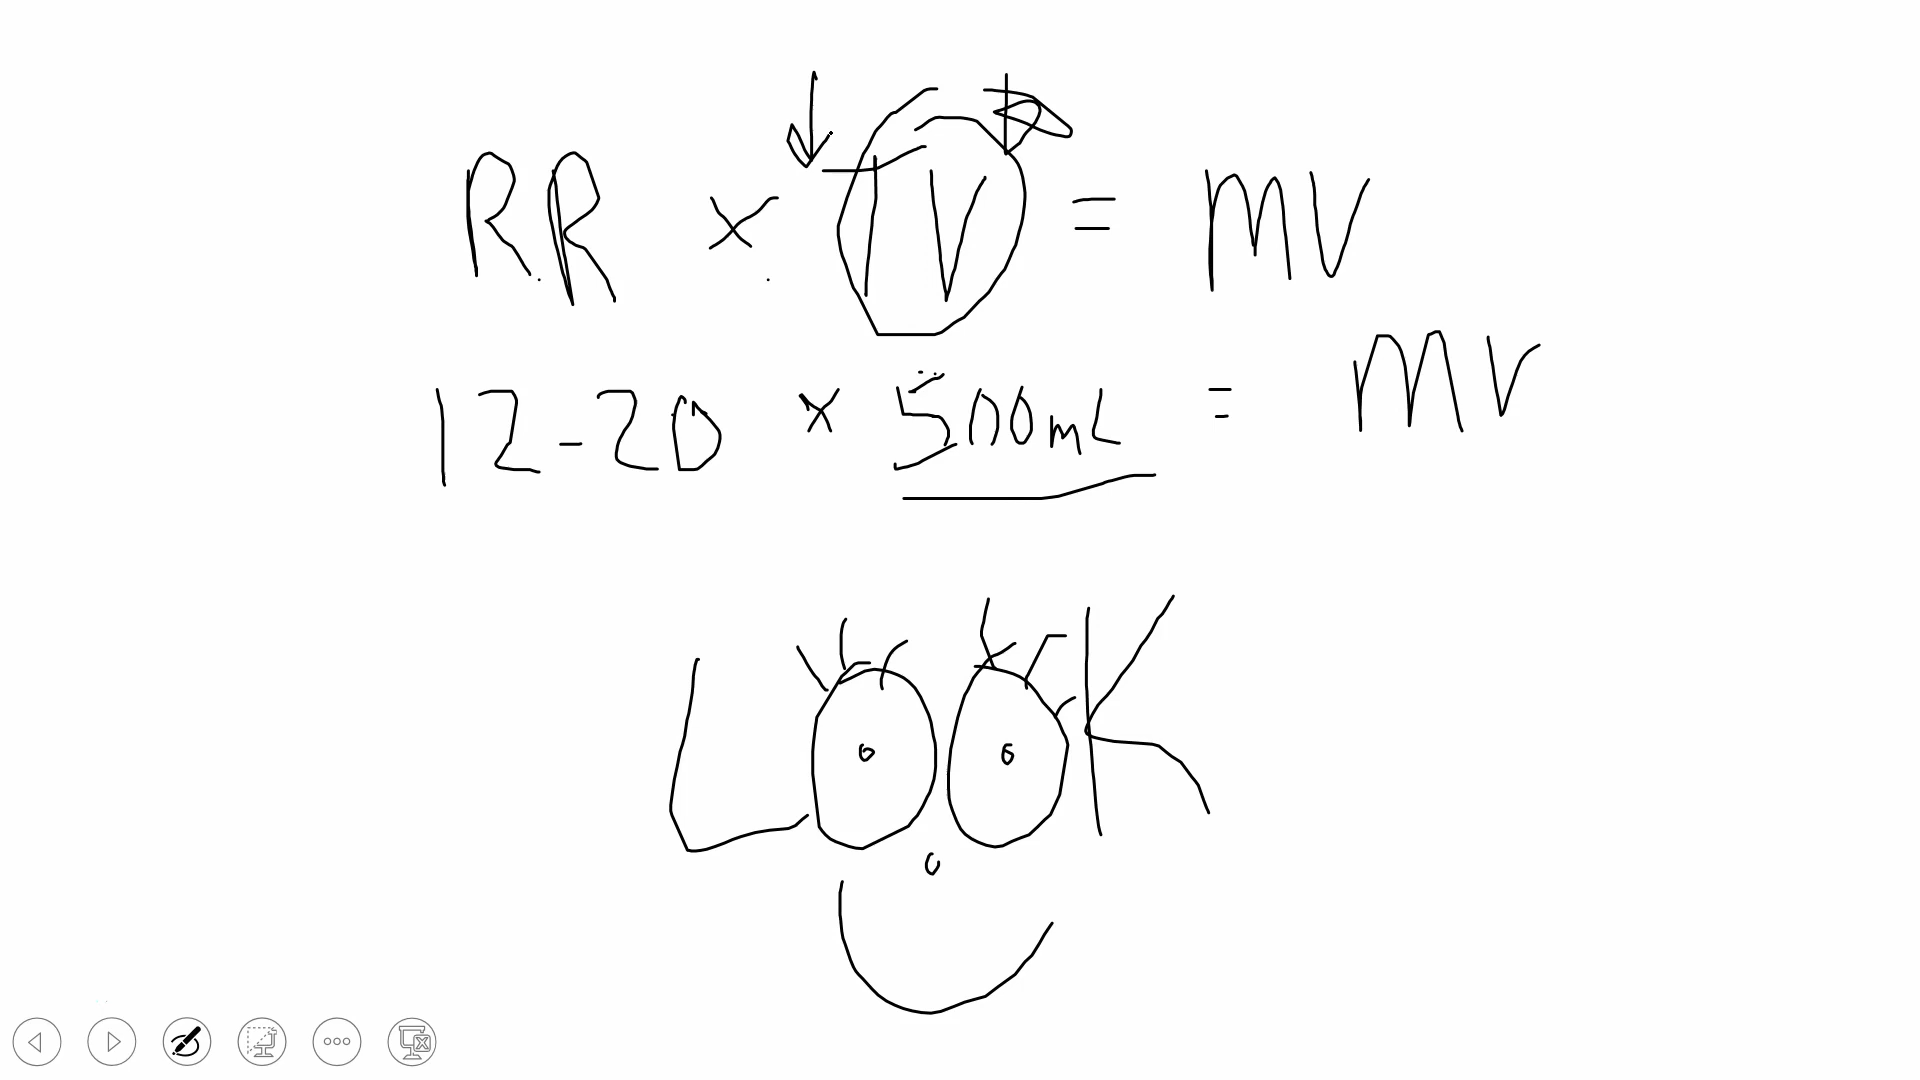 RR x TV = MV
12-20 x 500mL = MV
LOOK